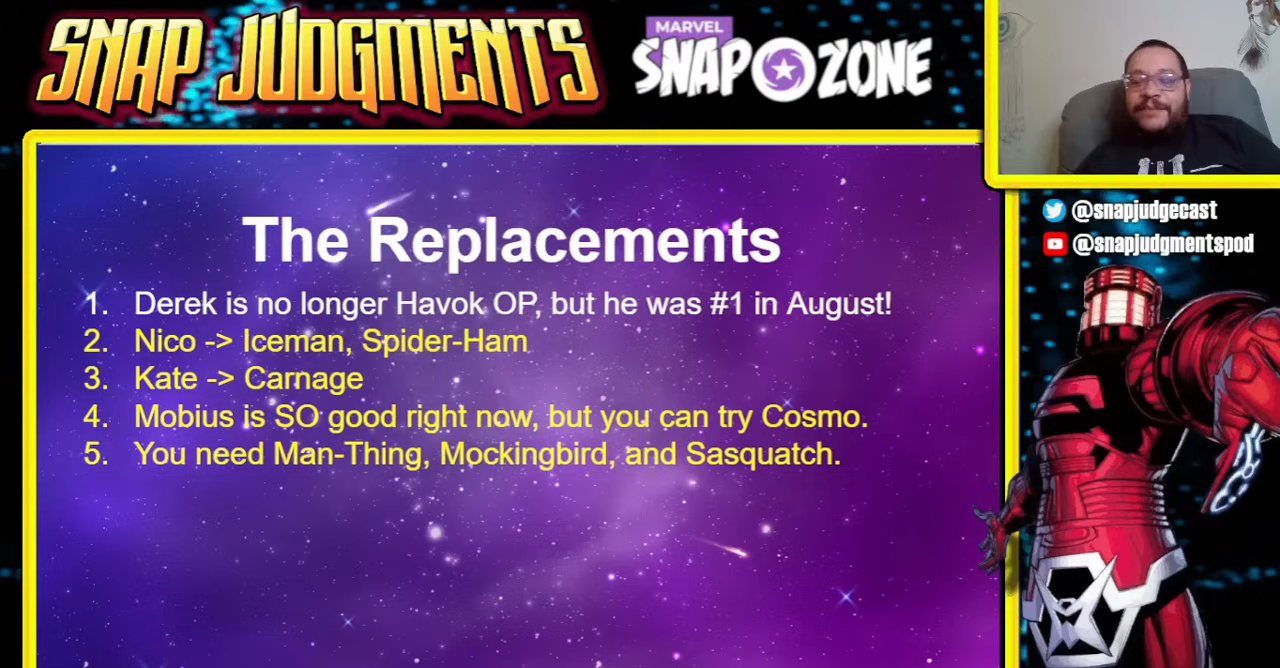 SNAP JUDGMENTS
MARVEL
SNAP ZONE
@snapjudgecast
@snapjudgmentspod
The Replacements
1. Derek is no longer Havok OP, but he was #1 in August!
2. Nico -> Iceman, Spider-Ham
3. Kate -> Carnage
4. Mobius is SO good right now, but you can try Cosmo.
5. You need Man-Thing, Mockingbird, and Sasquatch.